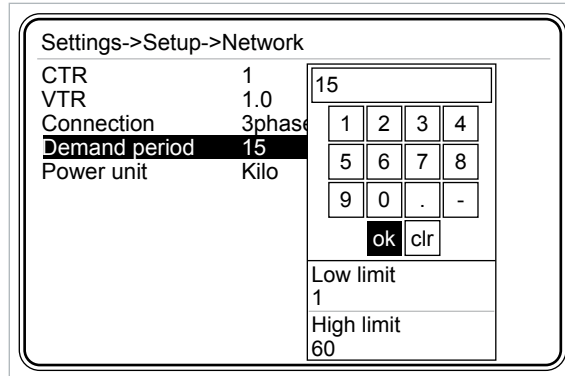 Settings->Setup->Network
CTR 1
VTR 1.0
Connection 3phase
Demand period 15
Power unit Kilo
15
1 2 3 4
5 6 7 8
9 0 . -
ok clr
Low limit
1
High limit
60